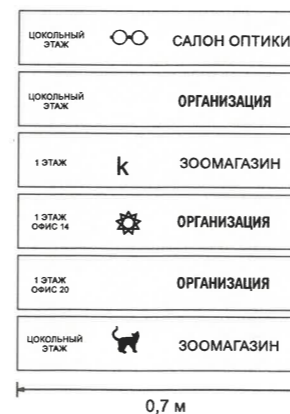 ЦОКОЛЬНЫЙ
ЭТАЖ
САЛОН ОПТИКИ
ЦОКОЛЬНЫЙ
ЭТАЖ
ОРГАНИЗАЦИЯ
1 ЭТАЖ
k
ЗООМАГАЗИН
1 ЭТАЖ
ОФИС 14
ОРГАНИЗАЦИЯ
1 ЭТАЖ
ОФИС 20
ОРГАНИЗАЦИЯ
ЦОКОЛЬНЫЙ
ЭТАЖ
ЗООМАГАЗИН
0,7 м